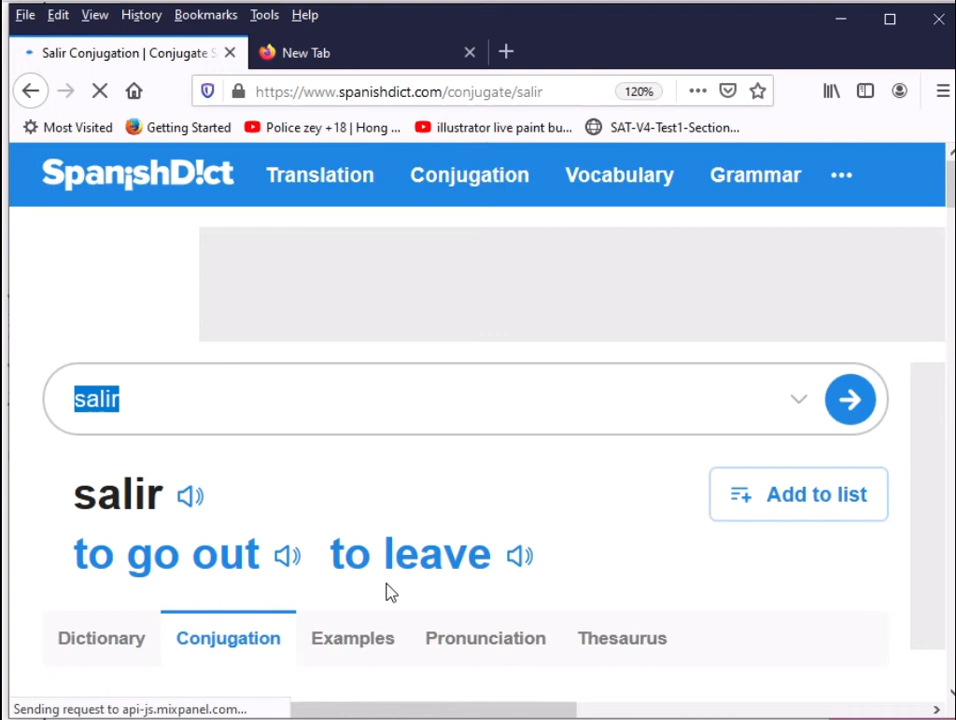 File Edit View History Bookmarks Tools Help
Salir Conjugation | Conjugate S
New Tab
https://www.spanishdict.com/conjugate/salir
120%
Most Visited
Getting Started
Police zey +18 | Hong ...
illustrator live paint bu...
SAT-V4-Test1-Section...
SpanishD!ct
Translation
Conjugation
Vocabulary
Grammar
salir
salir
Add to list
to go out
to leave
Dictionary
Conjugation
Examples
Pronunciation
Thesaurus
Sending request to api-js.mixpanel.com...